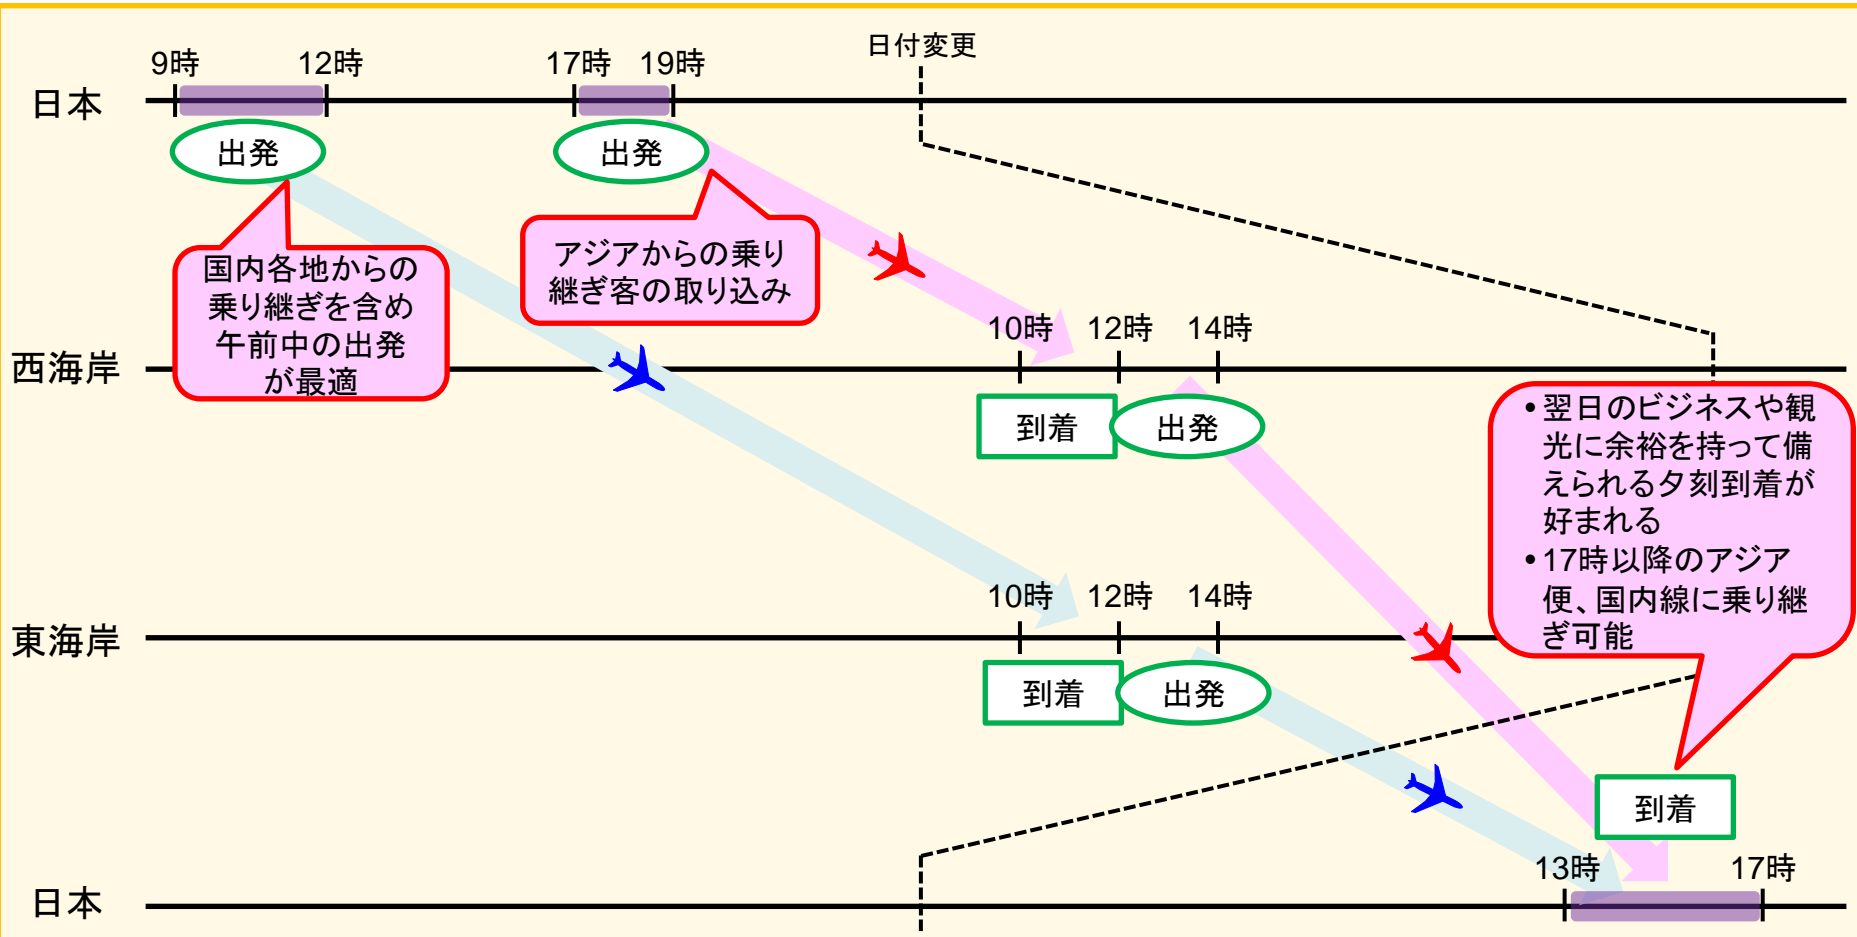 日付変更
9時
12時
17時
19時
日本
出発
出発
国内各地からの
乗り継ぎを含め
午前中の出発
が最適
アジアからの乗り
継ぎ客の取り込み
10時
12時
14時
西海岸
到着
出発
•翌日のビジネスや観
光に余裕を持って備
えられる夕刻到着が
好まれる
•17時以降のアジア
便、国内線に乗り継
ぎ可能
10時
12時
14時
東海岸
到着
出発
到着
13時
17時
日本